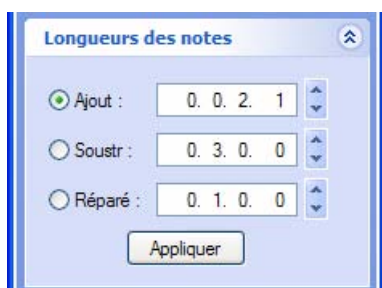 Longueurs des notes
Ajout : 0. 0. 2. 1
Soustr : 0. 3. 0. 0
Réparé : 0. 1. 0. 0
Appliquer